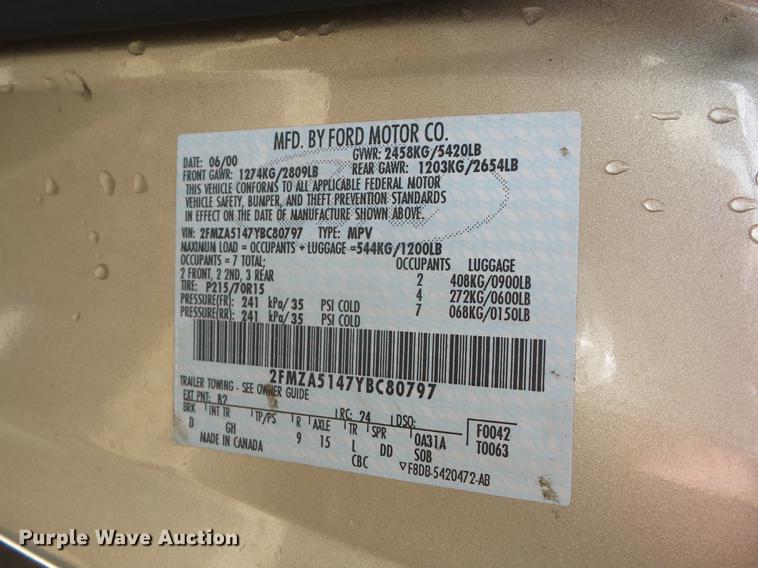 MFD. BY FORD MOTOR CO.
DATE: 06/00 GVWR: 2458KG/5420LB
FRONT GAWR: 1274KG/2809LB REAR GAWR: 1203KG/2654LB
THIS VEHICLE CONFORMS TO ALL APPLICABLE FEDERAL MOTOR
VEHICLE SAFETY, BUMPER, AND THEFT PREVENTION STANDARDS
IN EFFECT ON THE DATE OF MANUFACTURE SHOWN ABOVE.
VIN: 2FMZA5147YBC80797 TYPE: MPV
MAXIMUM LOAD = OCCUPANTS + LUGGAGE =544KG/1200LB
OCCUPANTS = 7 TOTAL; OCCUPANTS LUGGAGE
2 FRONT, 2 2ND, 3 REAR 2 408KG/0900LB
TIRE: P215/70R15 4 272KG/0600LB
PRESSURE(FR): 241 kPa/35 PSI COLD 7 068KG/0150LB
PRESSURE(RR): 241 kPa/35 PSI COLD
2FMZA5147YBC80797
TRAILER TOWING - SEE OWNER GUIDE
EXT PNT: R2 RC: 24 DSO: F0042
BRK INT TR TP/PS R AXLE TR SPR 0A31A T0063
D GH 9 15 L DD SOB
MADE IN CANADA CBC ▽F8DB-5420472-AB
Purple Wave Auction